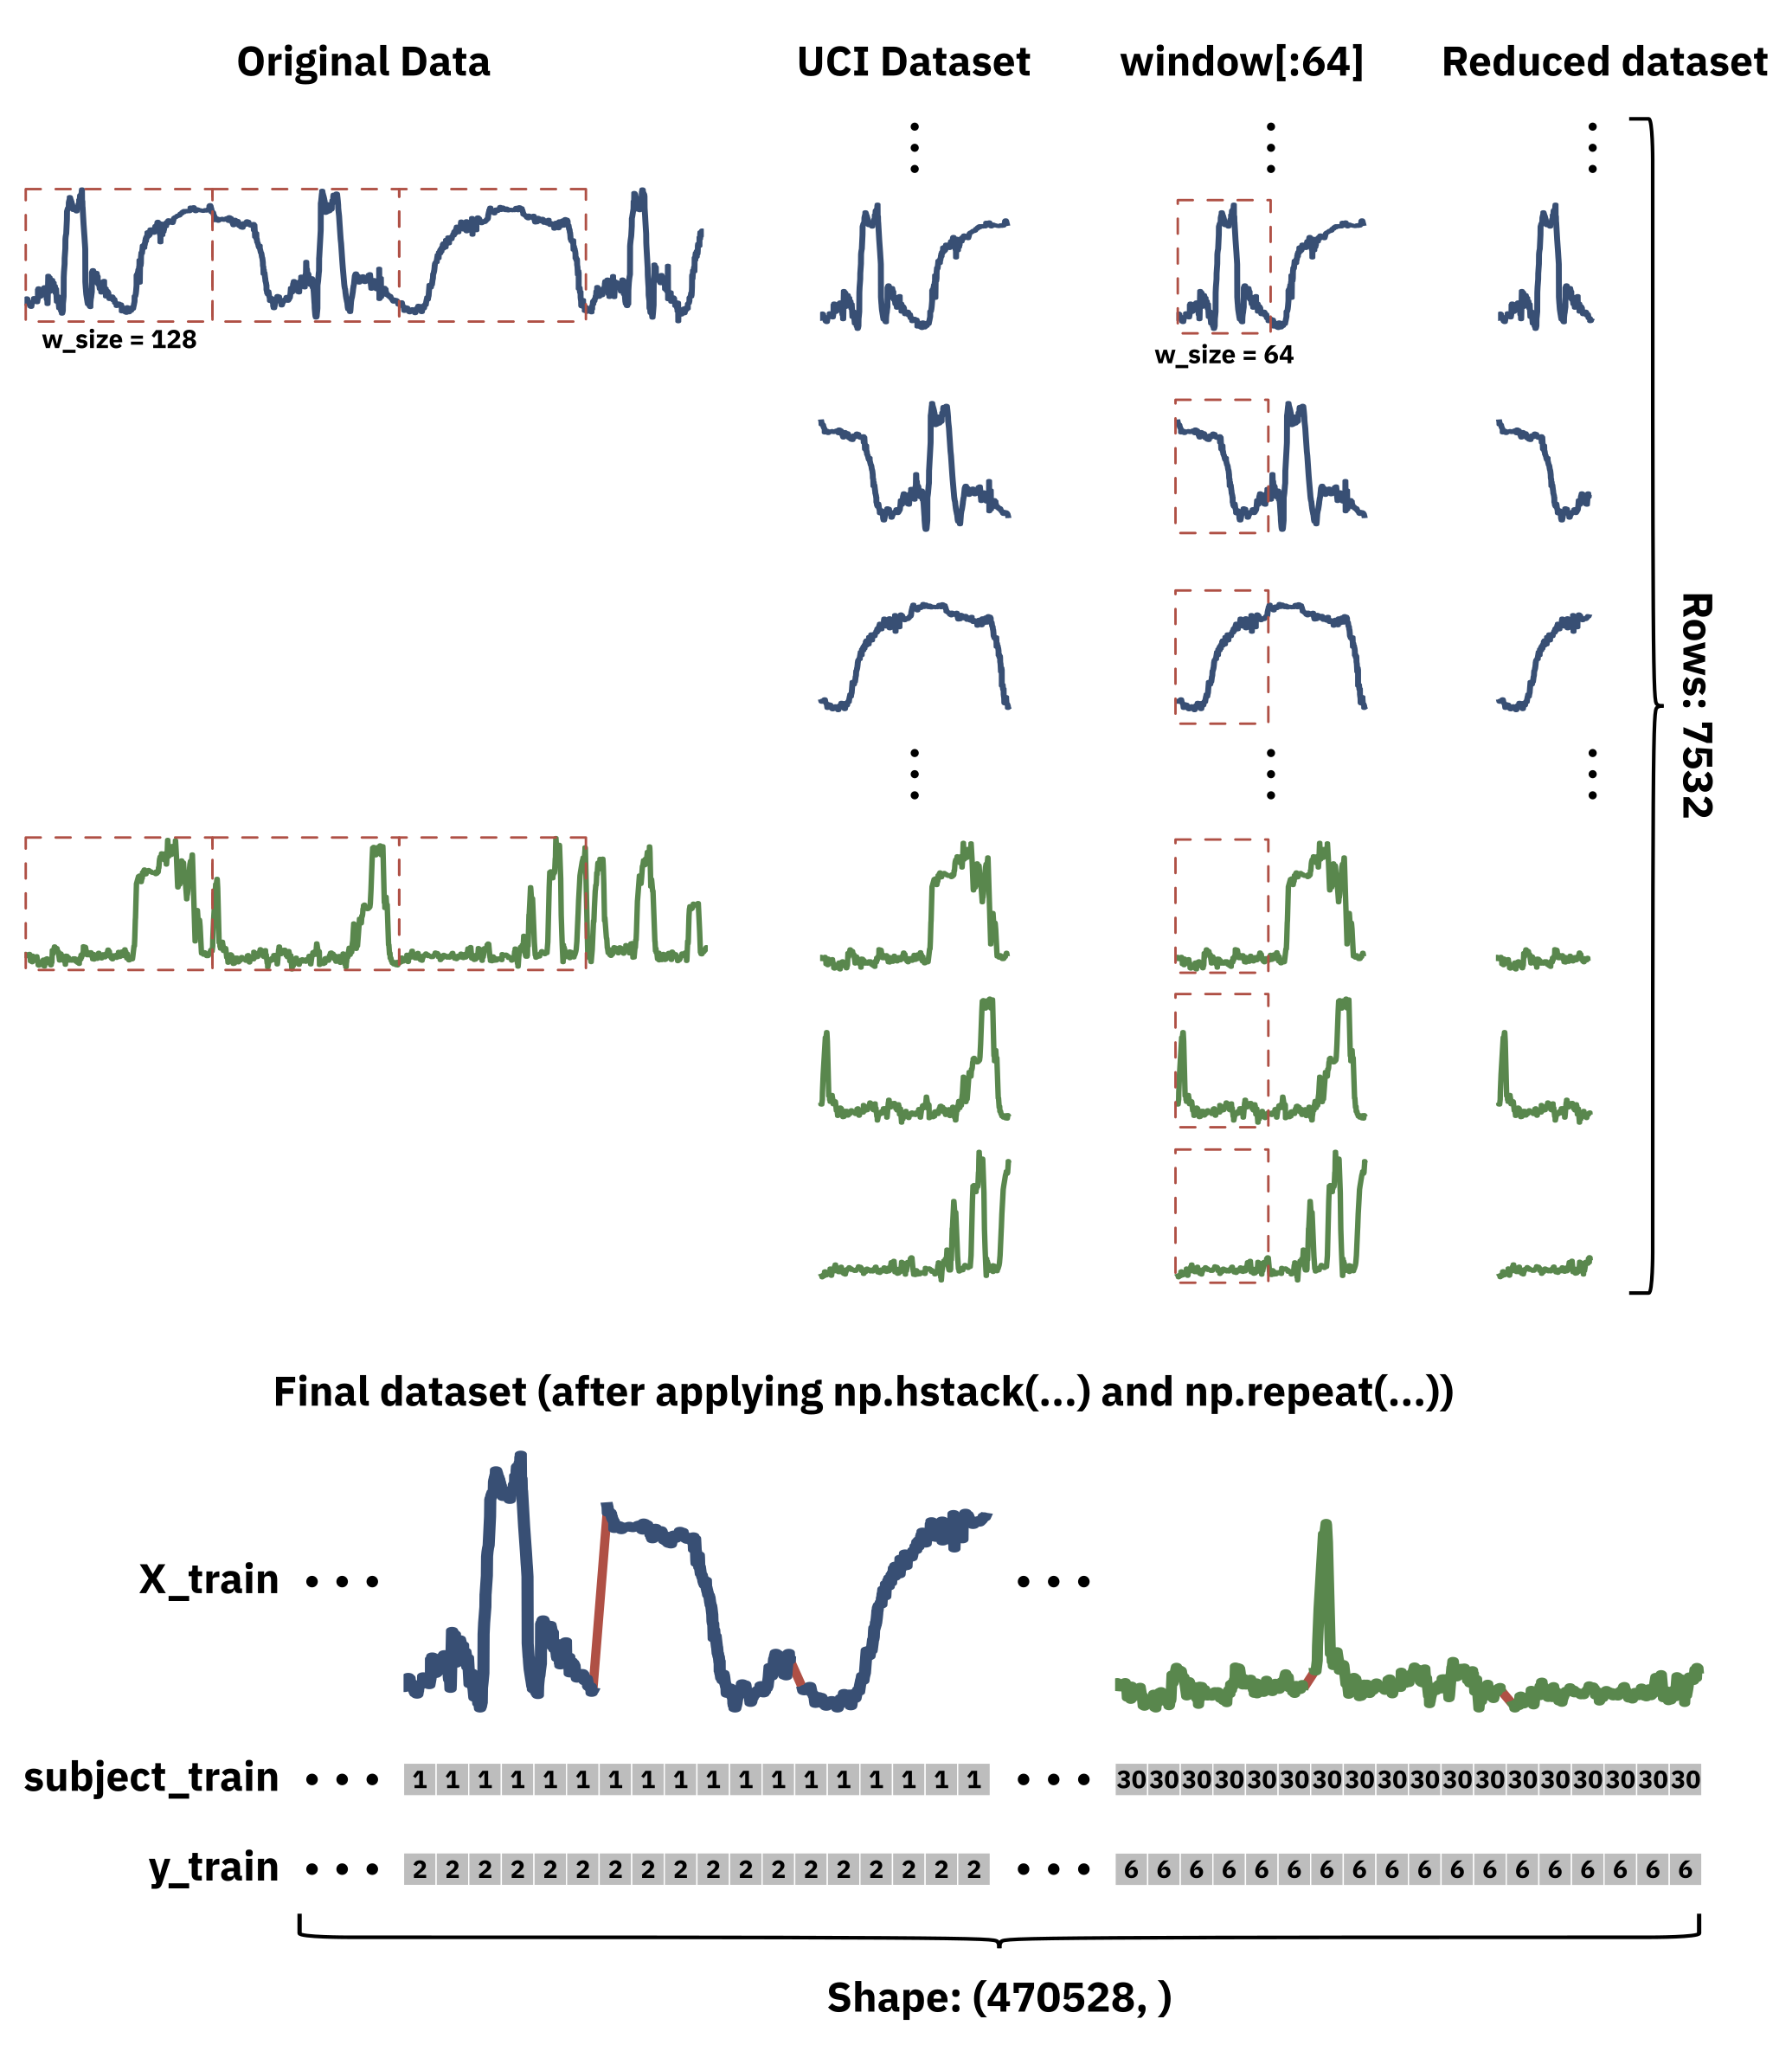 Original Data
UCI Dataset
window[:64]
Reduced dataset
w_size = 128
w_size = 64
Rows: 7532
Final dataset (after applying np.hstack(...) and np.repeat(...))
X_train
subject_train 1 1 1 1 1 1 1 1 1 1 1 1 1 1 1 1 1 1 30 30 30 30 30 30 30 30 30 30 30 30 30 30 30 30 30 30
y_train 2 2 2 2 2 2 2 2 2 2 2 2 2 2 2 2 2 2 6 6 6 6 6 6 6 6 6 6 6 6 6 6 6 6 6 6
Shape: (470528, )